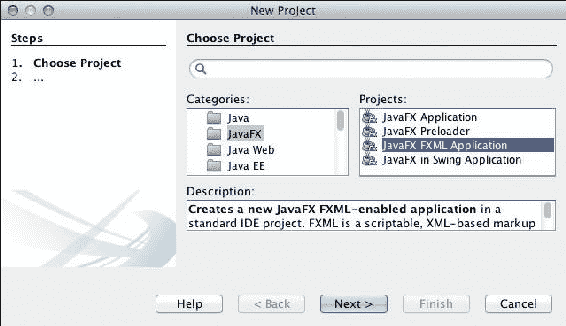 New Project
Steps
1. Choose Project
2. ...
Choose Project
Categories:
Java
JavaFX
Java Web
Java EE
Projects:
JavaFX Application
JavaFX Preloader
JavaFX FXML Application
JavaFX in Swing Application
Description:
Creates a new JavaFX FXML-enabled application in a
standard IDE project. FXML is a scriptable, XML-based markup
Help
< Back
Next >
Finish
Cancel